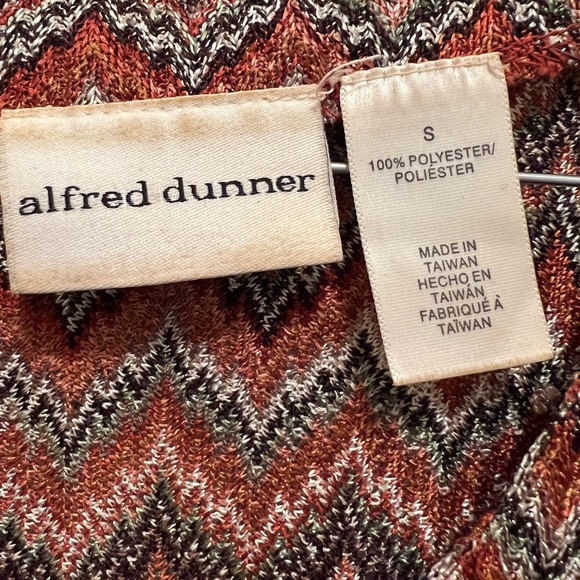 alfred dunner
S
100% POLYESTER/
POLIÉSTER
MADE IN
TAIWAN
HECHO EN
TAIWÁN
FABRIQUÉ À
TAÏWAN